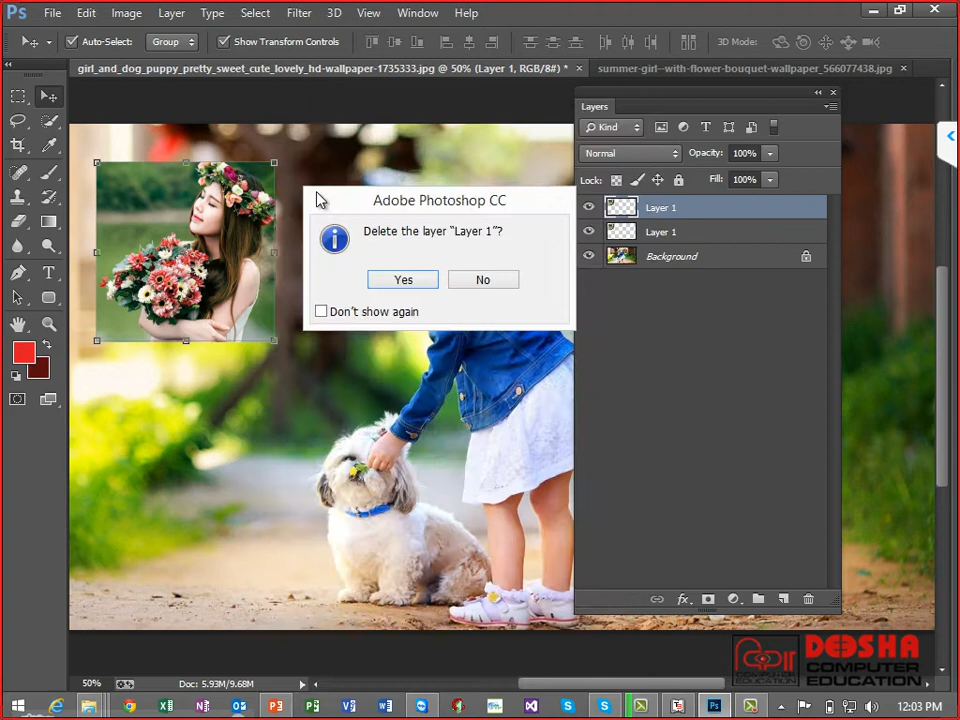 Ps File Edit Image Layer Type Select Filter 3D View Window Help
Auto-Select: Group Show Transform Controls 3D Mode:
girl_and_dog_puppy_pretty_sweet_cute_lovely_hd-wallpaper-1735333.jpg @ 50% (Layer 1, RGB/8#) * × summer-girl--with-flower-bouquet-wallpaper_566077438.jpg ×
Layers
Kind
Normal Opacity: 100%
Lock: Fill: 100%
Layer 1
Layer 1
Background
Adobe Photoshop CC
Delete the layer “Layer 1”?
Yes No
Don't show again
fx
DEESHA
COMPUTER
EDUCATION
50% Doc: 5.93M/9.68M
12:03 PM